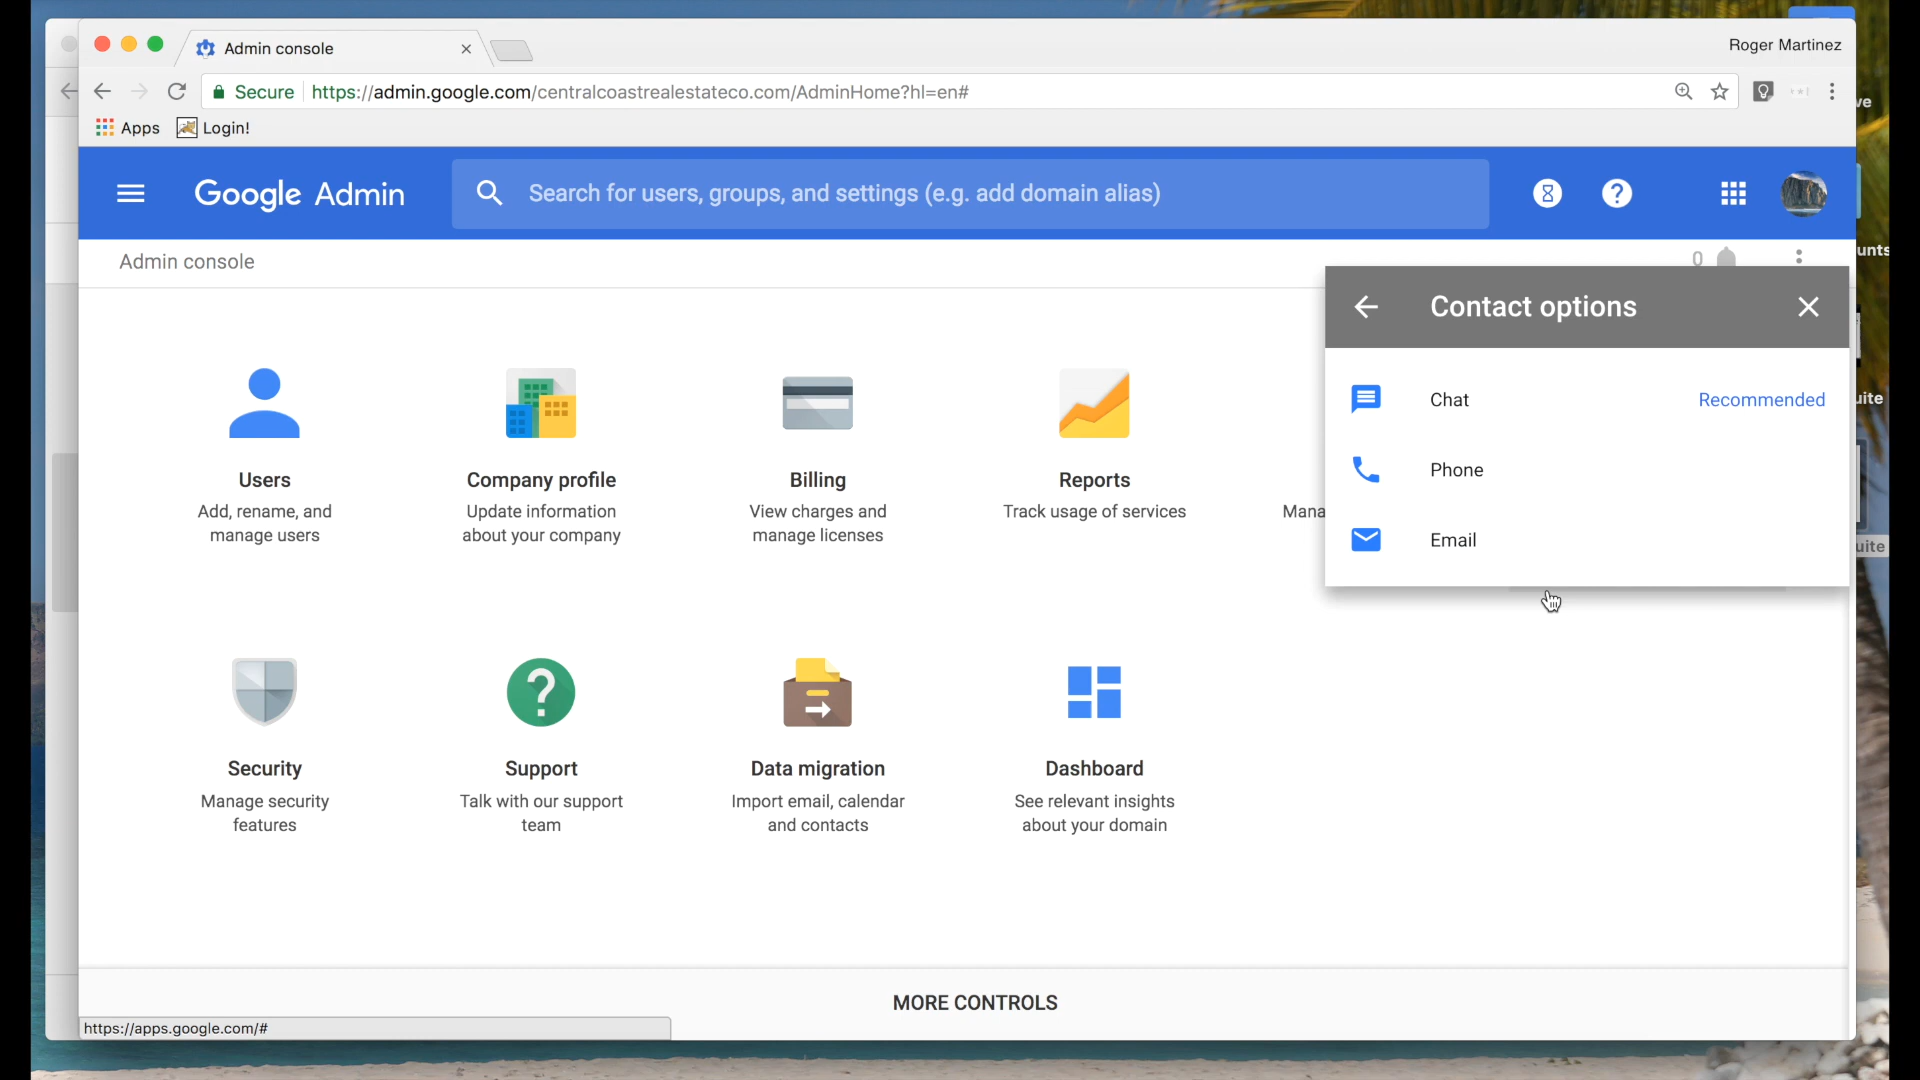 Admin console
Roger Martinez
Secure
https://admin.google.com/centralcoastrealestateco.com/AdminHome?hl=en#
Apps
Login!
Google Admin
Search for users, groups, and settings (e.g. add domain alias)
Admin console
0
Contact options
Chat
Recommended
Phone
Email
Users
Add, rename, and
manage users
Company profile
Update information
about your company
Billing
View charges and
manage licenses
Reports
Track usage of services
Mana
Security
Manage security
features
Support
Talk with our support
team
Data migration
Import email, calendar
and contacts
Dashboard
See relevant insights
about your domain
MORE CONTROLS
https://apps.google.com/#
ve
unts
uite
uite